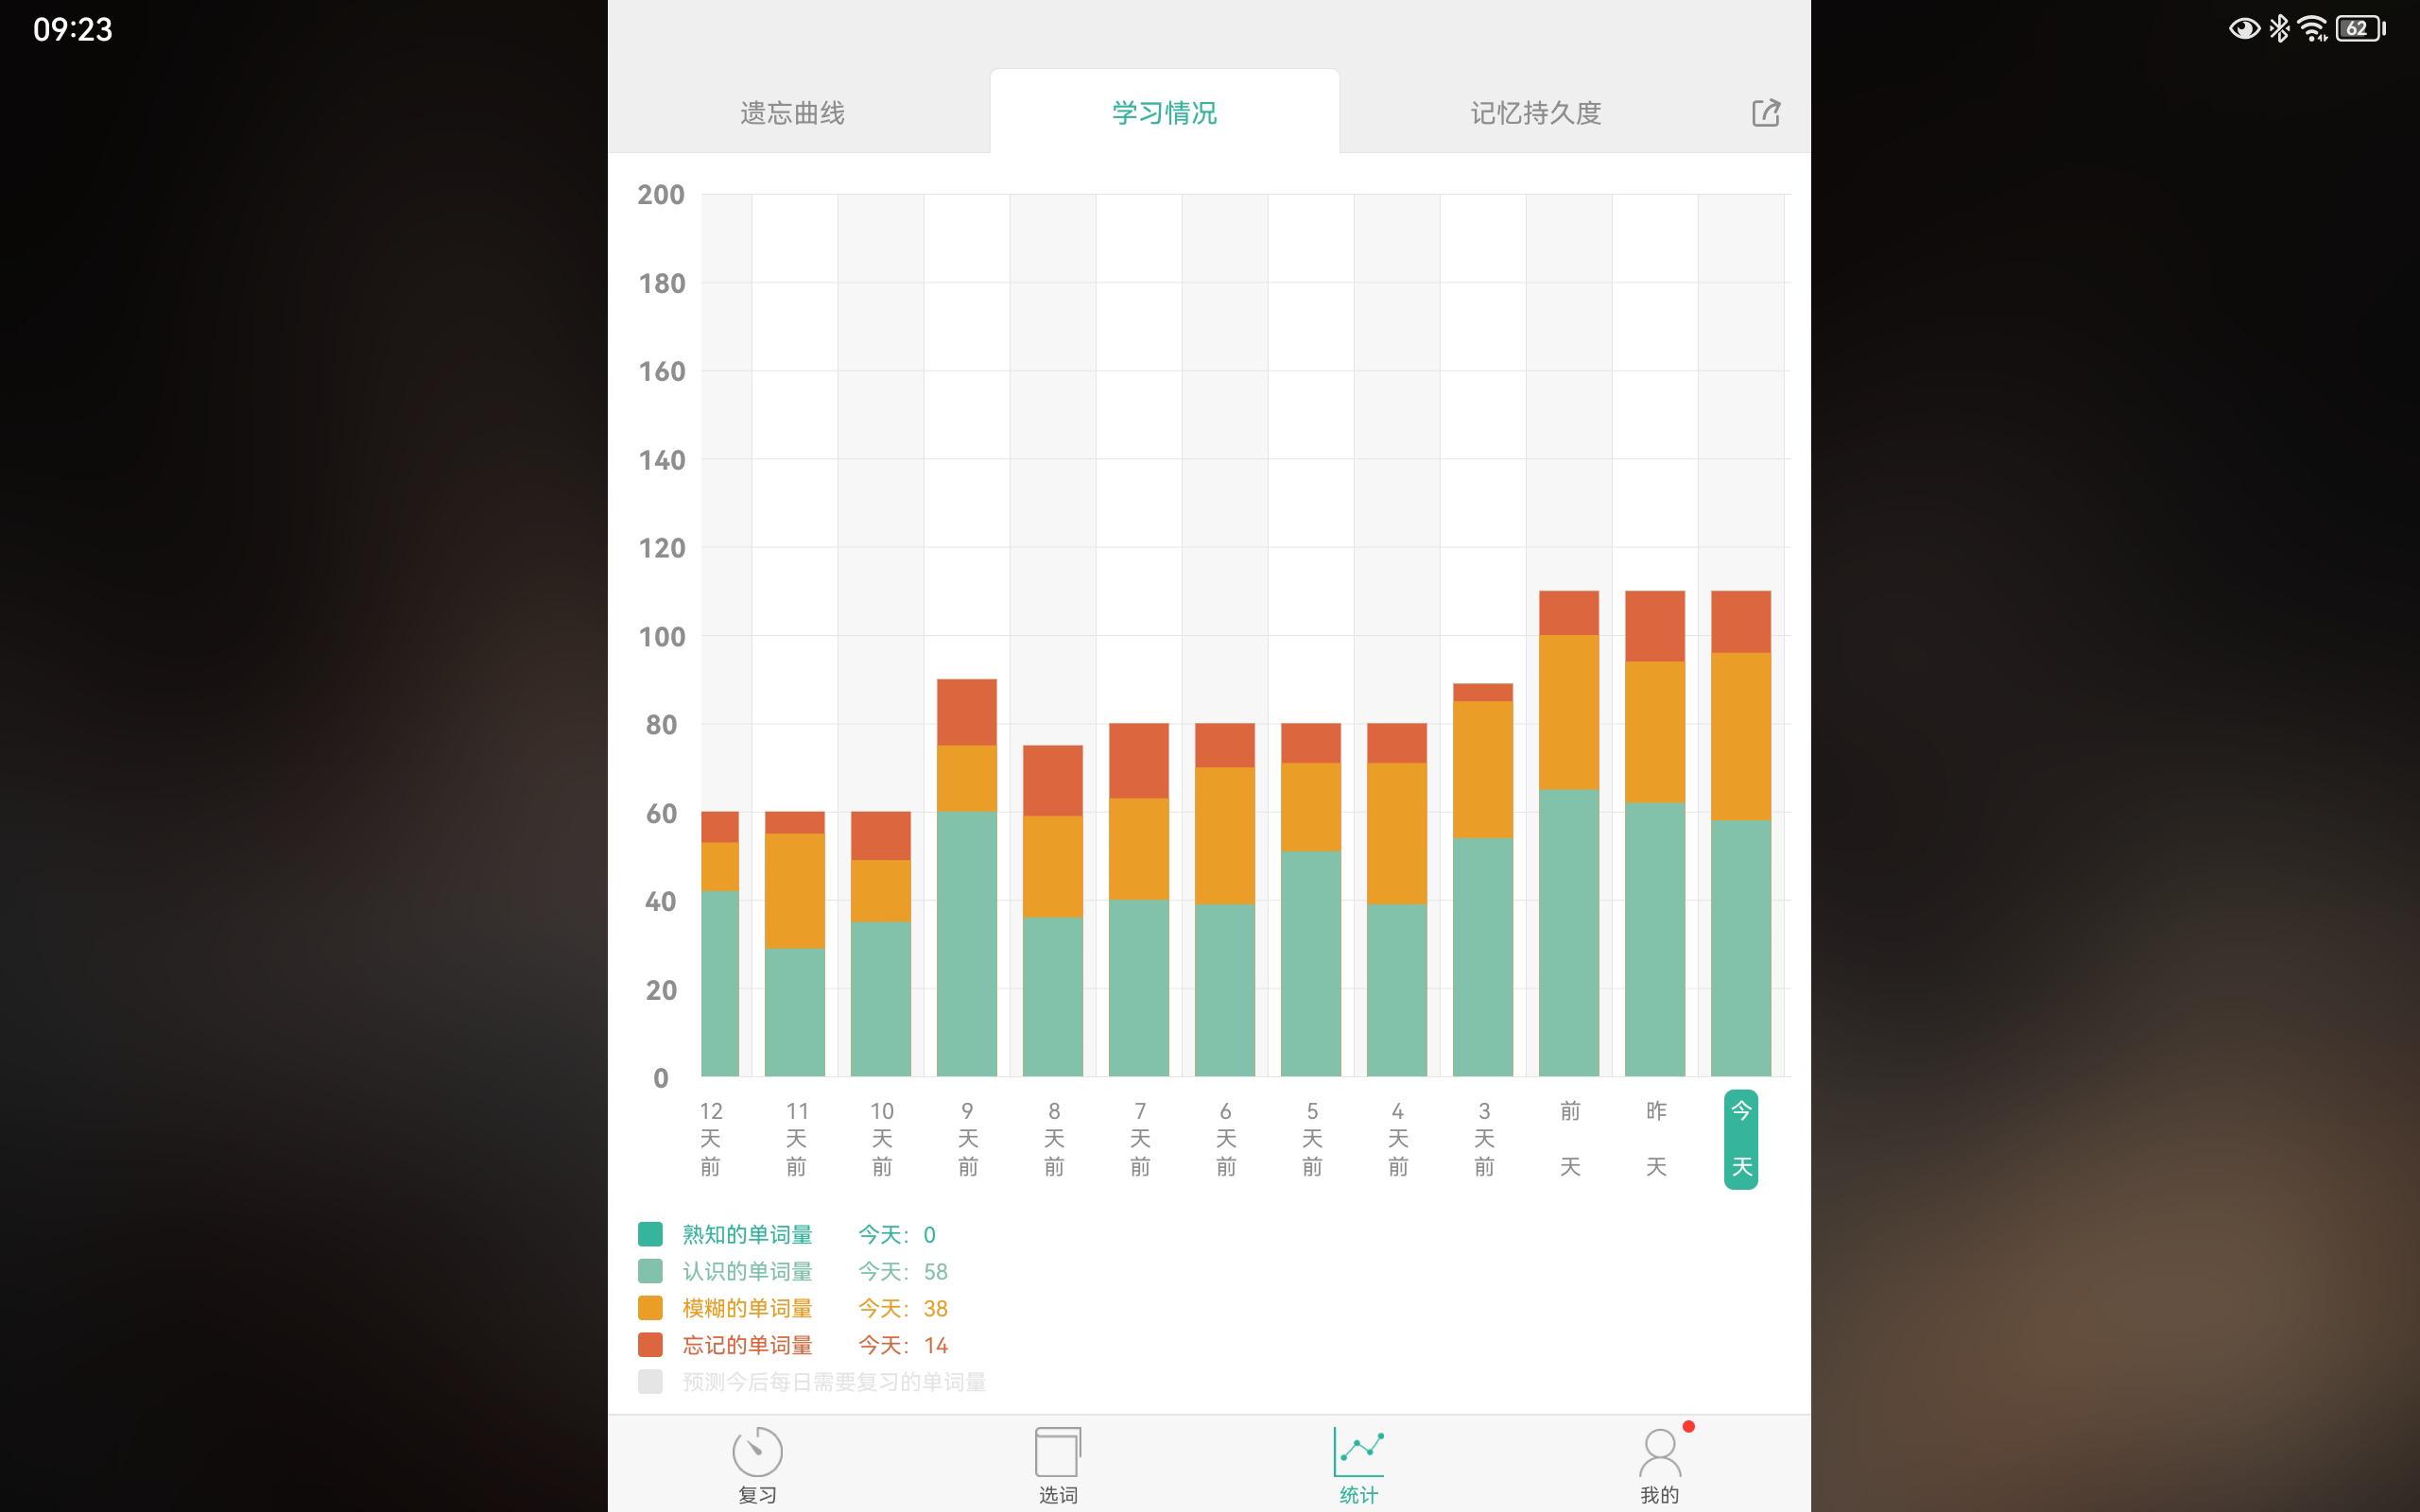 09:23
62
遗忘曲线 学习情况 记忆持久度
200
180
160
140
120
100
80
60
40
20
0
12天前 11天前 10天前 9天前 8天前 7天前 6天前 5天前 4天前 3天前 前天 昨天 今天
熟知的单词量 今天：0
认识的单词量 今天：58
模糊的单词量 今天：38
忘记的单词量 今天：14
预测今后每日需要复习的单词量
复习 选词 统计 我的